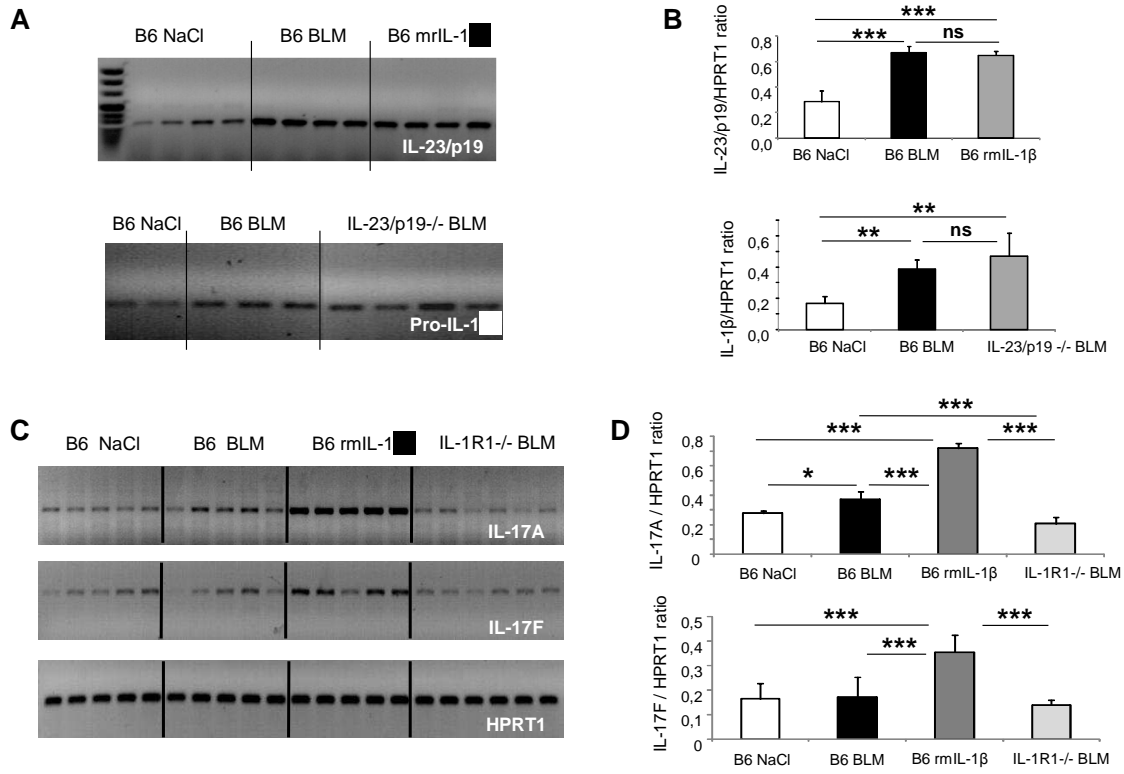 A
B6 NaCl B6 BLM B6 mrIL-1
IL-23/p19
B6 NaCl B6 BLM IL-23/p19-/- BLM
Pro-IL-1
B
IL-23/p19/HPRT1 ratio
0,8
0,6
0,4
0,2
0,0
***
*** ns
B6 NaCl B6 BLM B6 rmIL-1β
IL-1β/HPRT1 ratio
0,6
0,4
0,2
0,0
**
** ns
B6 NaCl B6 BLM IL-23/p19 -/- BLM
C
B6 NaCl B6 BLM B6 rmIL-1 IL-1R1-/- BLM
IL-17A
IL-17F
HPRT1
D
IL-17A / HPRT1 ratio
0,8
0,6
0,4
0,2
0
***
*** ***
* ***
B6 NaCl B6 BLM B6 rmIL-1β IL-1R1-/- BLM
IL-17F / HPRT1 ratio
0,5
0,4
0,3
0,2
0,1
0
*** ***
***
B6 NaCl B6 BLM B6 rmIL-1β IL-1R1-/- BLM